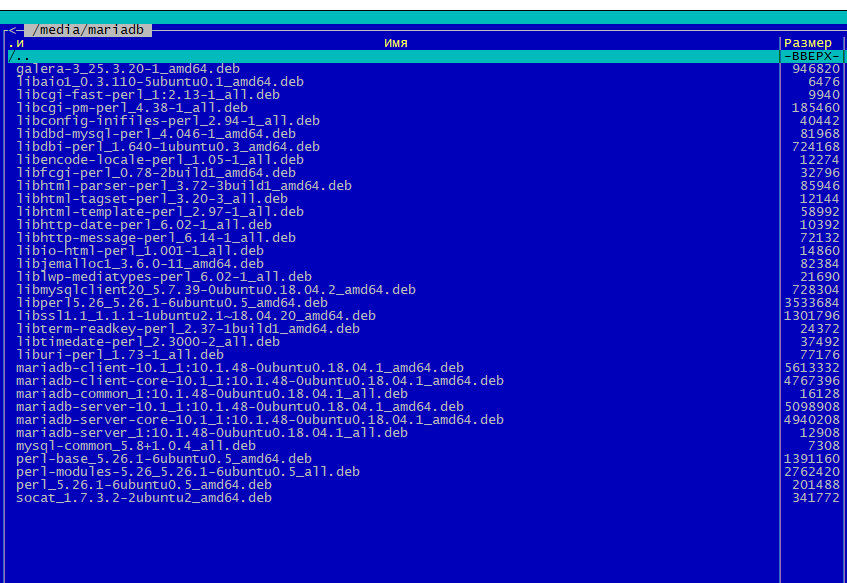 <— /media/mariadb
.и Имя Размер
/.. -ВВЕРХ-
galera-3_25.3.20-1_amd64.deb 946820
libaio1_0.3.110-5ubuntu0.1_amd64.deb 6476
libcgi-fast-perl_1:2.13-1_all.deb 9940
libcgi-pm-perl_4.38-1_all.deb 185460
libconfig-inifiles-perl_2.94-1_all.deb 40442
libdbd-mysql-perl_4.046-1_amd64.deb 81968
libdbi-perl_1.640-1ubuntu0.3_amd64.deb 724168
libencode-locale-perl_1.05-1_all.deb 12274
libfcgi-perl_0.78-2build1_amd64.deb 32796
libhtml-parser-perl_3.72-3build1_amd64.deb 85946
libhtml-tagset-perl_3.20-3_all.deb 12144
libhtml-template-perl_2.97-1_all.deb 58992
libhttp-date-perl_6.02-1_all.deb 10392
libhttp-message-perl_6.14-1_all.deb 72132
libio-html-perl_1.001-1_all.deb 14860
libjemalloc1_3.6.0-11_amd64.deb 82384
liblwp-mediatypes-perl_6.02-1_all.deb 21690
libmysqlclient20_5.7.39-0ubuntu0.18.04.2_amd64.deb 728304
libperl5.26_5.26.1-6ubuntu0.5_amd64.deb 3533684
libssl1.1_1.1.1-1ubuntu2.1~18.04.20_amd64.deb 1301796
libterm-readkey-perl_2.37-1build1_amd64.deb 24372
libtimedate-perl_2.3000-2_all.deb 37492
liburi-perl_1.73-1_all.deb 77176
mariadb-client-10.1_1:10.1.48-0ubuntu0.18.04.1_amd64.deb 5613332
mariadb-client-core-10.1_1:10.1.48-0ubuntu0.18.04.1_amd64.deb 4767396
mariadb-common_1:10.1.48-0ubuntu0.18.04.1_all.deb 16128
mariadb-server-10.1_1:10.1.48-0ubuntu0.18.04.1_amd64.deb 5098908
mariadb-server-core-10.1_1:10.1.48-0ubuntu0.18.04.1_amd64.deb 4940208
mariadb-server_1:10.1.48-0ubuntu0.18.04.1_all.deb 12908
mysql-common_5.8+1.0.4_all.deb 7308
perl-base_5.26.1-6ubuntu0.5_amd64.deb 1391160
perl-modules-5.26_5.26.1-6ubuntu0.5_all.deb 2762420
perl_5.26.1-6ubuntu0.5_amd64.deb 201488
socat_1.7.3.2-2ubuntu2_amd64.deb 341772